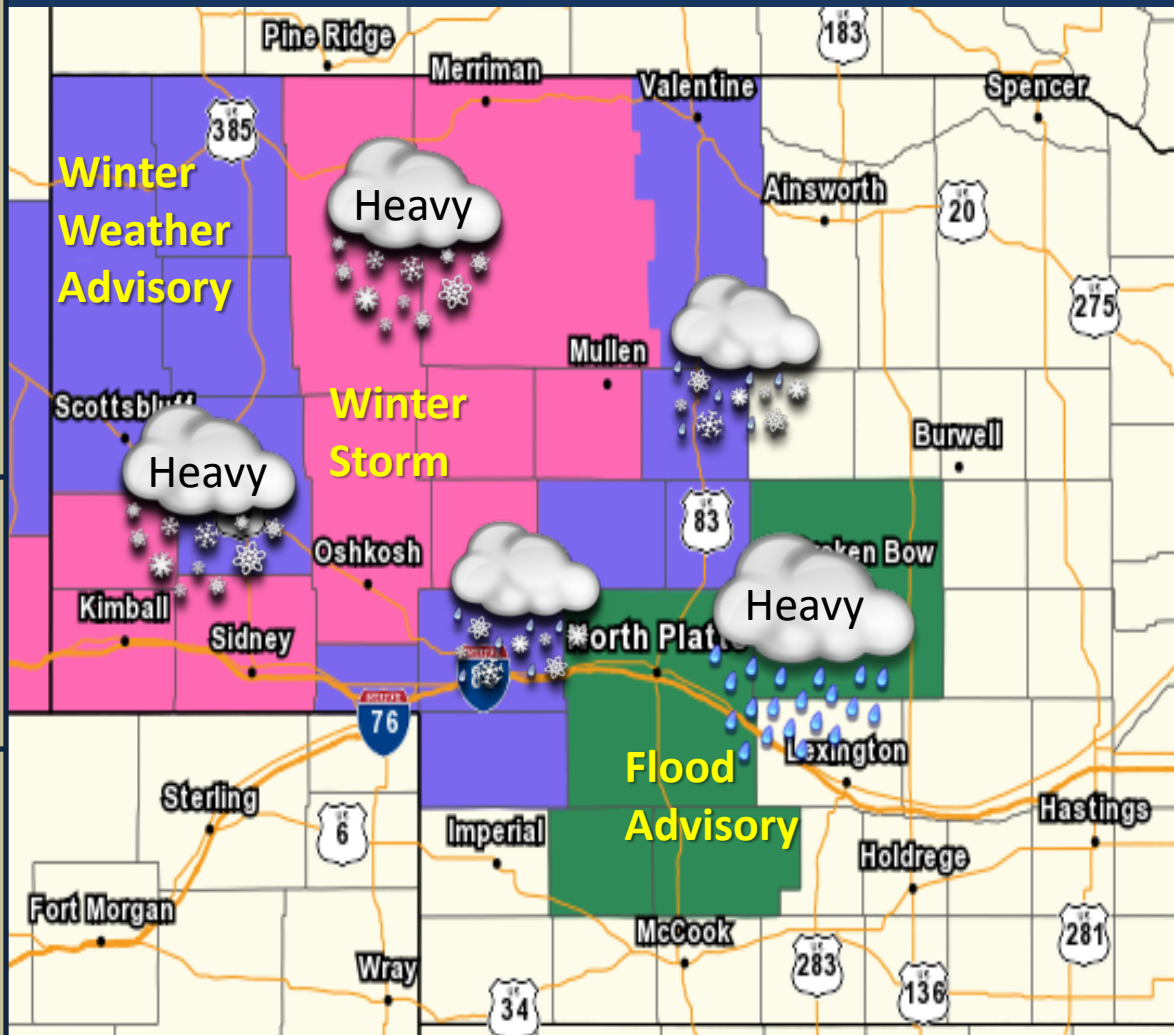 Pine Ridge
183
Merriman
Valentine
Spencer
385
Winter
Weather
Advisory
Heavy
Ainsworth
20
275
Mullen
Scottsbluff
Winter
Storm
Burwell
Heavy
83
Oshkosh
Broken Bow
Heavy
Kimball
Sidney
North Platte
76
Lexington
Flood
Advisory
Sterling
6
Imperial
Hastings
Holdrege
Fort Morgan
McCook
281
Wray
283
136
34